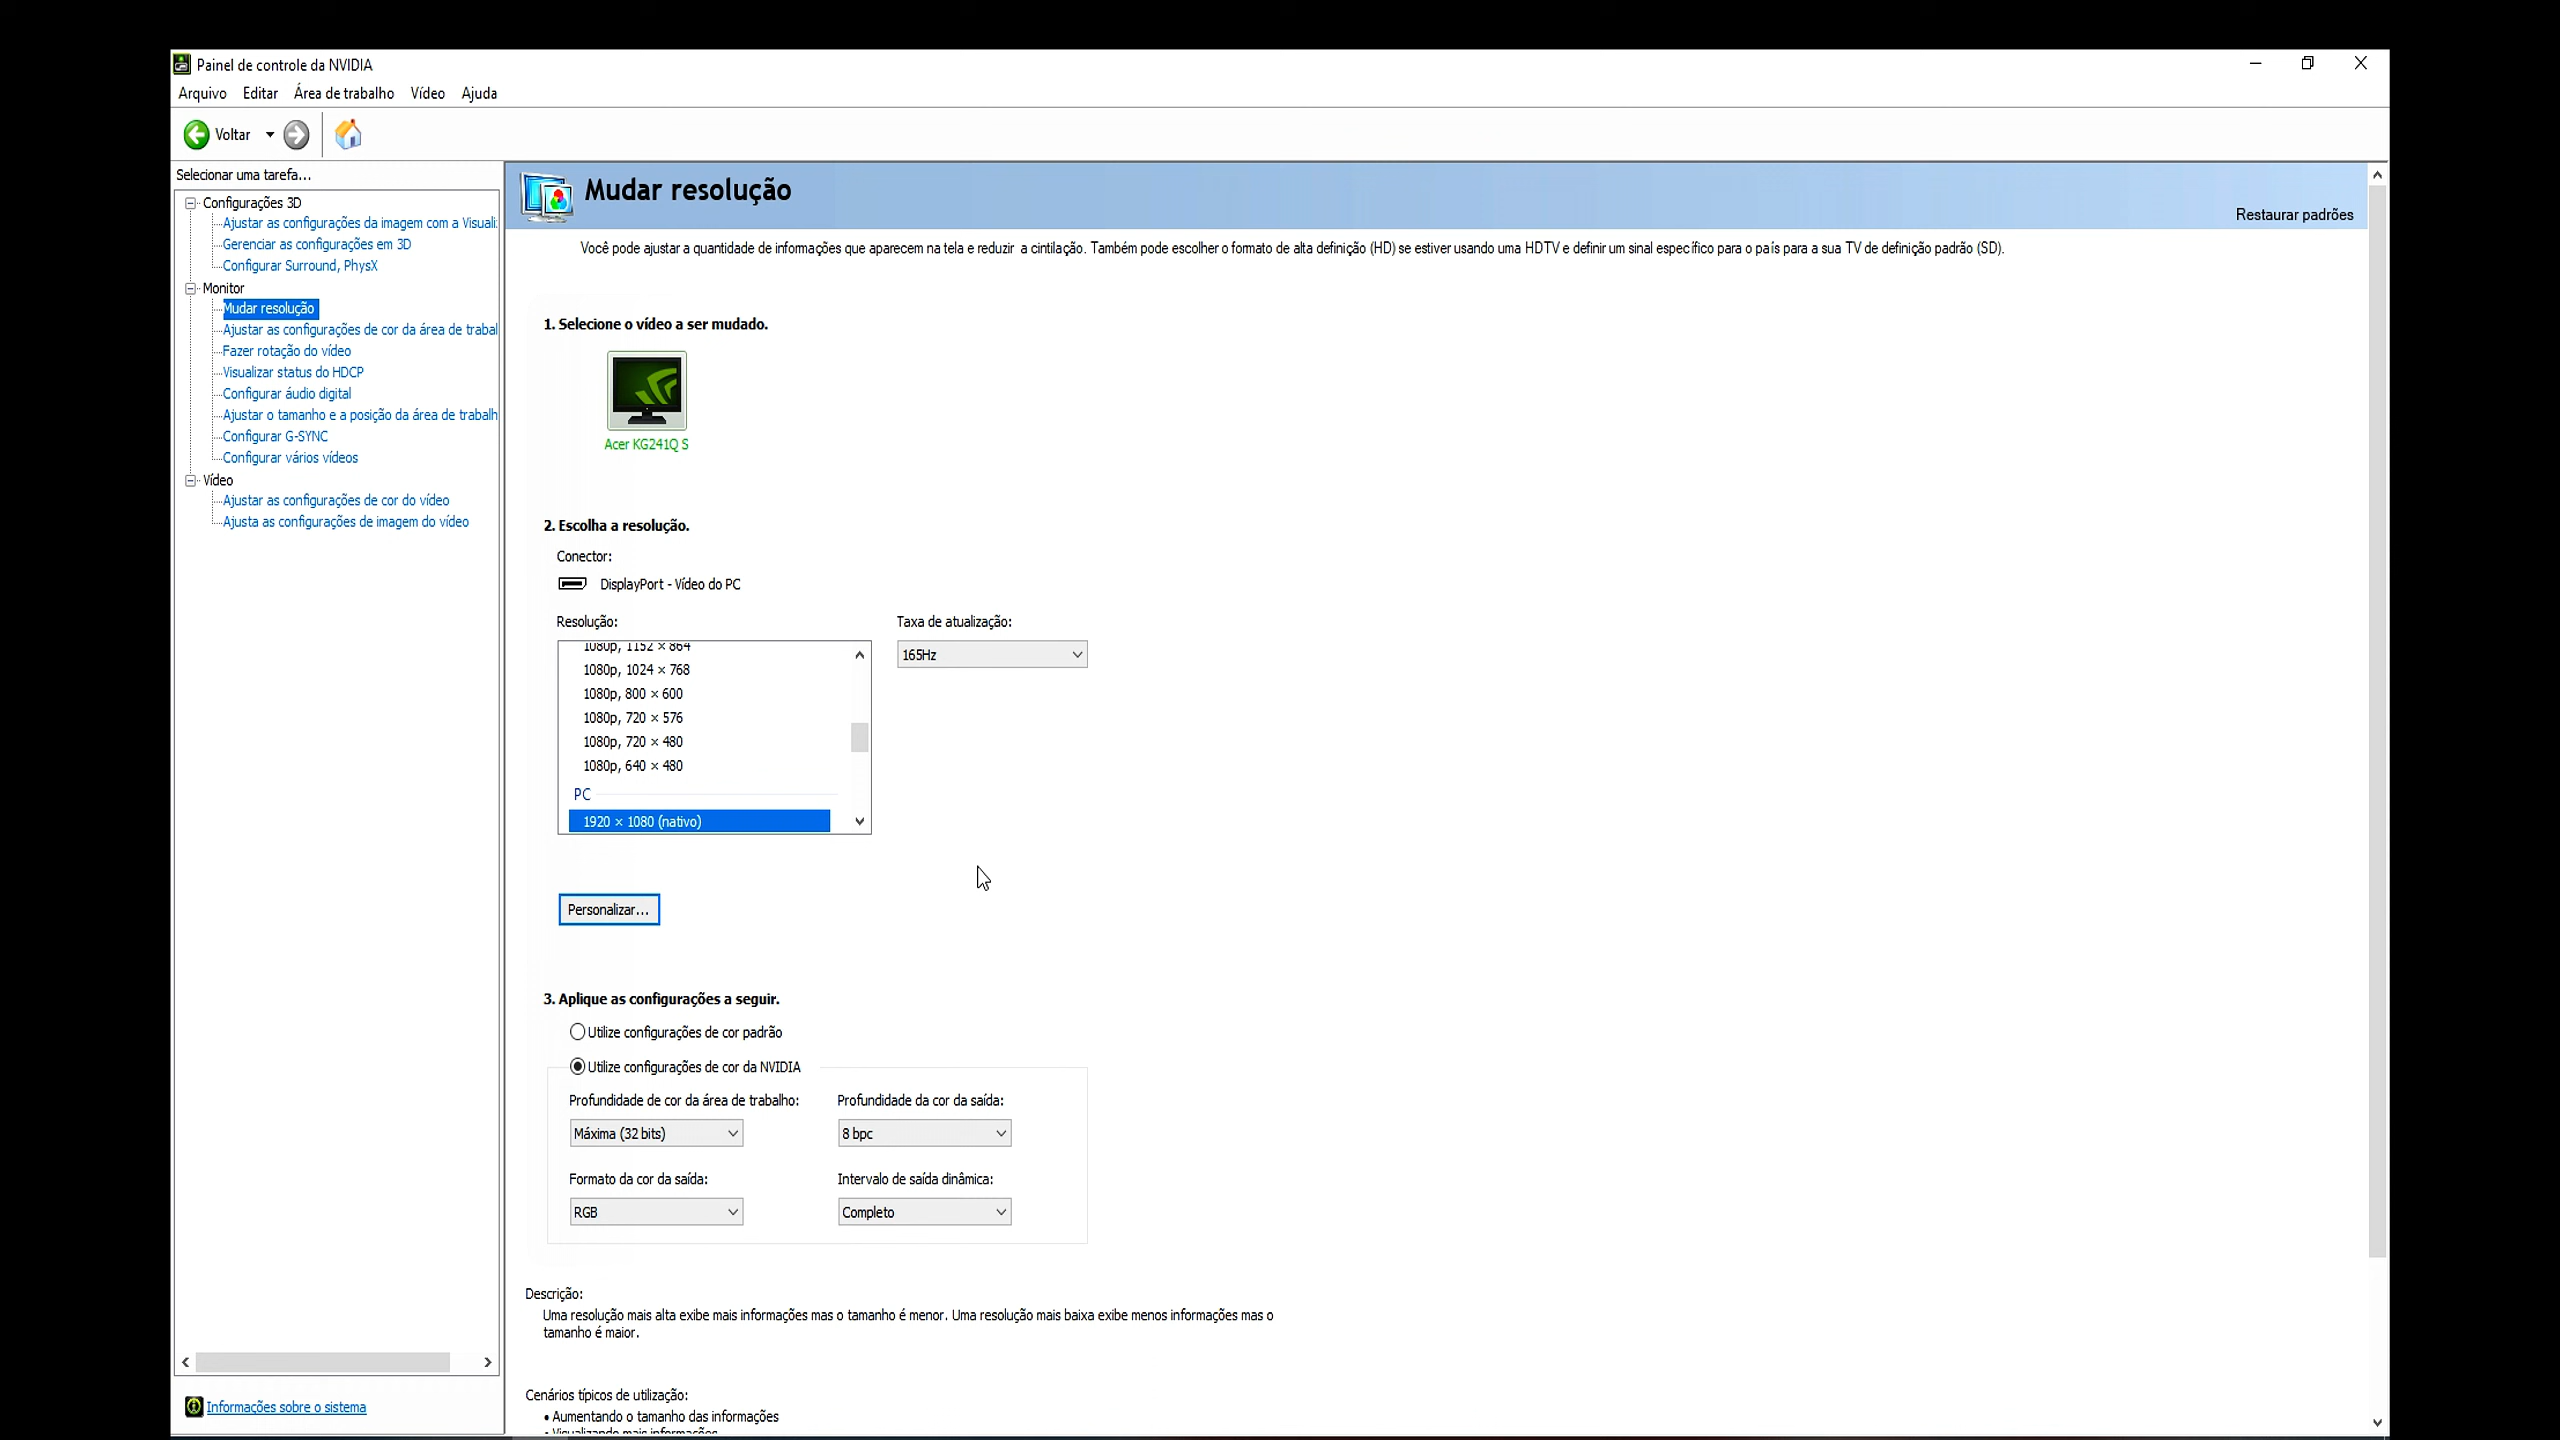 Painel de controle da NVIDIA
Arquivo Editar Área de trabalho Vídeo Ajuda
Voltar
Selecionar uma tarefa...
Configurações 3D
Ajustar as configurações da imagem com a Visuali
Gerenciar as configurações em 3D
Configurar Surround, PhysX
Monitor
Mudar resolução
Ajustar as configurações de cor da área de trabal
Fazer rotação do vídeo
Visualizar status do HDCP
Configurar áudio digital
Ajustar o tamanho e a posição da área de trabalh
Configurar G-SYNC
Configurar vários vídeos
Vídeo
Ajustar as configurações de cor do vídeo
Ajusta as configurações de imagem do vídeo
Informações sobre o sistema
Mudar resolução
Restaurar padrões
Você pode ajustar a quantidade de informações que aparecem na tela e reduzir a cintilação. Também pode escolher o formato de alta definição (HD) se estiver usando uma HDTV e definir um sinal específico para o país para a sua TV de definição padrão (SD).
1. Selecione o vídeo a ser mudado.
Acer KG241Q S
2. Escolha a resolução.
Conector:
DisplayPort - Vídeo do PC
Resolução:
1080p, 1152 × 864
1080p, 1024 × 768
1080p, 800 × 600
1080p, 720 × 576
1080p, 720 × 480
1080p, 640 × 480
PC
1920 × 1080 (nativo)
Taxa de atualização:
165Hz
Personalizar...
3. Aplique as configurações a seguir.
Utilize configurações de cor padrão
Utilize configurações de cor da NVIDIA
Profundidade de cor da área de trabalho:
Máxima (32 bits)
Profundidade da cor da saída:
8 bpc
Formato da cor da saída:
RGB
Intervalo de saída dinâmica:
Completo
Descrição:
Uma resolução mais alta exibe mais informações mas o tamanho é menor. Uma resolução mais baixa exibe menos informações mas o
tamanho é maior.
Cenários típicos de utilização:
• Aumentando o tamanho das informações
• Visualizando mais informações